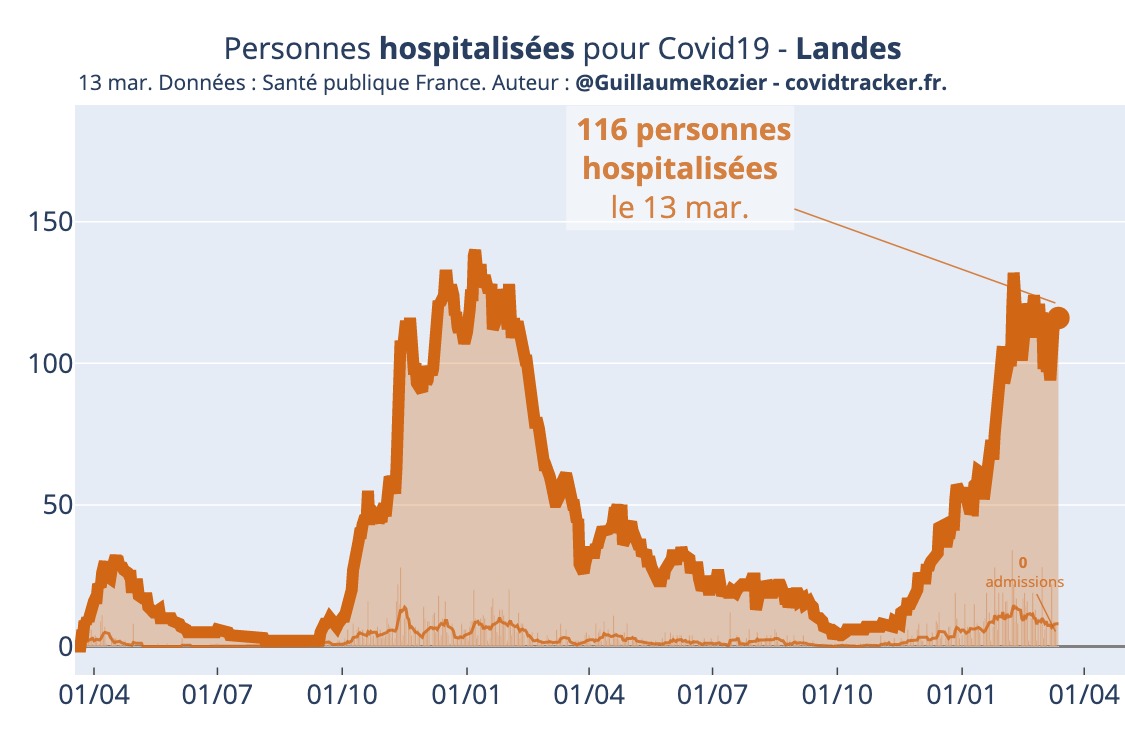 Personnes hospitalisées pour Covid19 - Landes
13 mar. Données : Santé publique France. Auteur : @GuillaumeRozier - covidtracker.fr.
116 personnes
hospitalisées
le 13 mar.
150
100
50
0
0
admissions
01/04 01/07 01/10 01/01 01/04 01/07 01/10 01/01 01/04